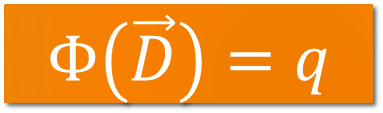 Φ(D⃗) = q